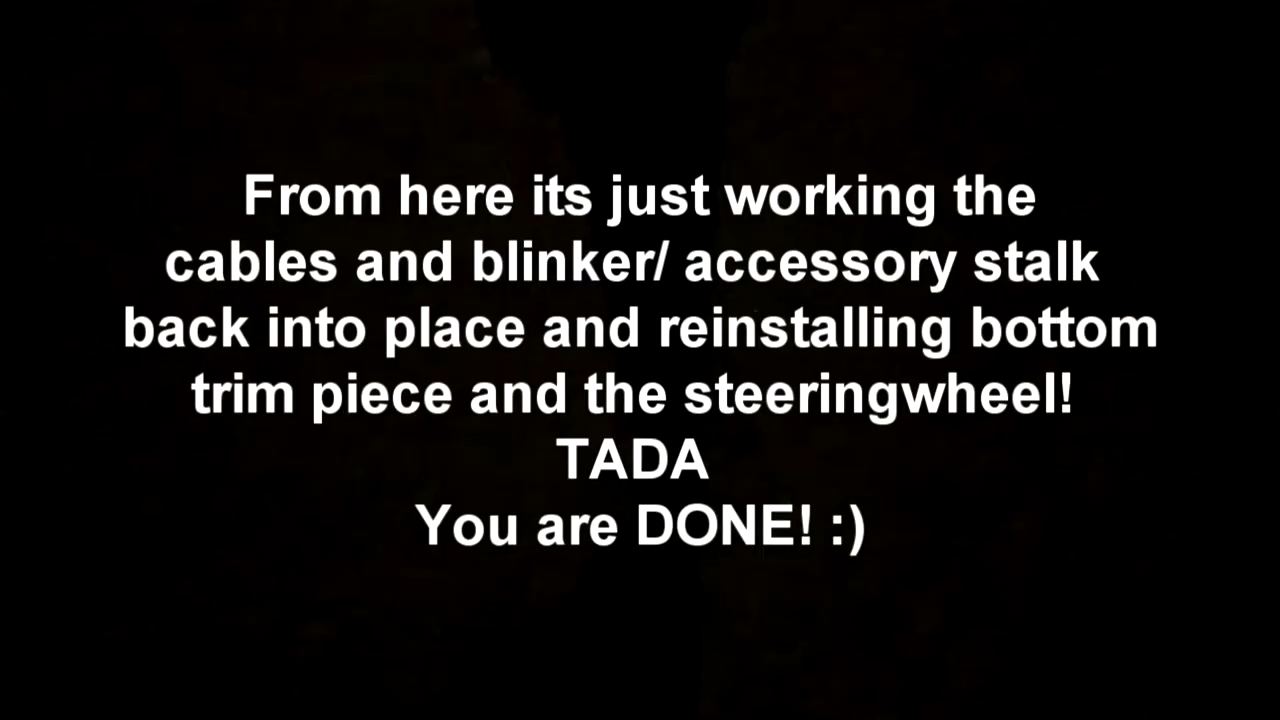 From here its just working the
cables and blinker/ accessory stalk
back into place and reinstalling bottom
trim piece and the steeringwheel!
TADA
You are DONE! :)